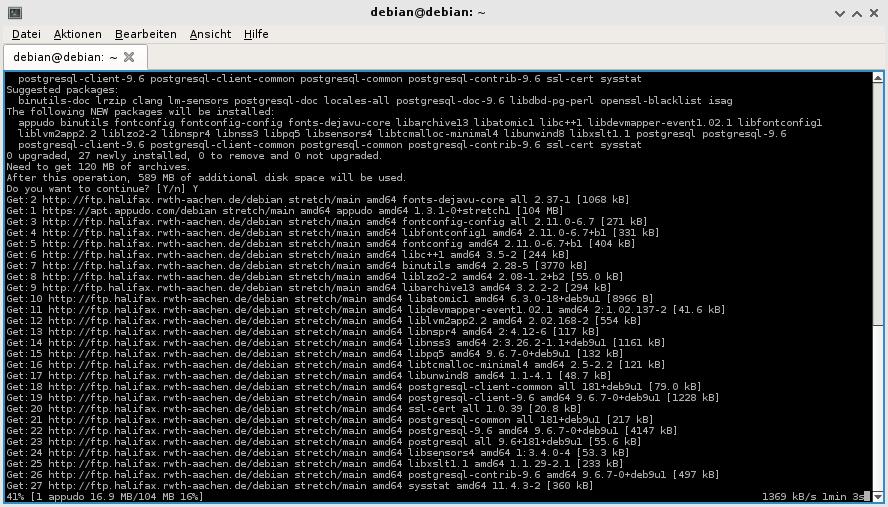 debian@debian: ~
Datei Aktionen Bearbeiten Ansicht Hilfe
debian@debian: ~
postgresql-client-9.6 postgresql-client-common postgresql-common postgresql-contrib-9.6 ssl-cert sysstat
Suggested packages:
binutils-doc lrzip clang lm-sensors postgresql-doc locales-all postgresql-doc-9.6 libdbd-pg-perl openssl-blacklist isag
The following NEW packages will be installed:
appudo binutils fontconfig fontconfig-config fonts-dejavu-core libarchive13 libatomic1 libc++1 libdevmapper-event1.02.1 libfontconfig1
liblvm2app2.2 liblzo2-2 libnspr4 libnss3 libpq5 libsensors4 libtcmalloc-minimal4 libunwind8 libxslt1.1 postgresql postgresql-9.6
postgresql-client-9.6 postgresql-client-common postgresql-common postgresql-contrib-9.6 ssl-cert sysstat
0 upgraded, 27 newly installed, 0 to remove and 0 not upgraded.
Need to get 120 MB of archives.
After this operation, 589 MB of additional disk space will be used.
Do you want to continue? [Y/n] Y
Get:2 http://ftp.halifax.rwth-aachen.de/debian stretch/main amd64 fonts-dejavu-core all 2.37-1 [1068 kB]
Get:1 https://apt.appudo.com/debian stretch/main amd64 appudo amd64 1.3.1-0+stretch1 [104 MB]
Get:3 http://ftp.halifax.rwth-aachen.de/debian stretch/main amd64 fontconfig-config all 2.11.0-6.7 [271 kB]
Get:4 http://ftp.halifax.rwth-aachen.de/debian stretch/main amd64 libfontconfig1 amd64 2.11.0-6.7+b1 [331 kB]
Get:5 http://ftp.halifax.rwth-aachen.de/debian stretch/main amd64 fontconfig amd64 2.11.0-6.7+b1 [404 kB]
Get:6 http://ftp.halifax.rwth-aachen.de/debian stretch/main amd64 libc++1 amd64 3.5-2 [244 kB]
Get:7 http://ftp.halifax.rwth-aachen.de/debian stretch/main amd64 binutils amd64 2.28-5 [3770 kB]
Get:8 http://ftp.halifax.rwth-aachen.de/debian stretch/main amd64 liblzo2-2 amd64 2.08-1.2+b2 [55.0 kB]
Get:9 http://ftp.halifax.rwth-aachen.de/debian stretch/main amd64 libarchive13 amd64 3.2.2-2 [294 kB]
Get:10 http://ftp.halifax.rwth-aachen.de/debian stretch/main amd64 libatomic1 amd64 6.3.0-18+deb9u1 [8966 B]
Get:11 http://ftp.halifax.rwth-aachen.de/debian stretch/main amd64 libdevmapper-event1.02.1 amd64 2:1.02.137-2 [41.6 kB]
Get:12 http://ftp.halifax.rwth-aachen.de/debian stretch/main amd64 liblvm2app2.2 amd64 2.02.168-2 [554 kB]
Get:13 http://ftp.halifax.rwth-aachen.de/debian stretch/main amd64 libnspr4 amd64 2:4.12-6 [117 kB]
Get:14 http://ftp.halifax.rwth-aachen.de/debian stretch/main amd64 libnss3 amd64 2:3.26.2-1.1+deb9u1 [1161 kB]
Get:15 http://ftp.halifax.rwth-aachen.de/debian stretch/main amd64 libpq5 amd64 9.6.7-0+deb9u1 [132 kB]
Get:16 http://ftp.halifax.rwth-aachen.de/debian stretch/main amd64 libtcmalloc-minimal4 amd64 2.5-2.2 [121 kB]
Get:17 http://ftp.halifax.rwth-aachen.de/debian stretch/main amd64 libunwind8 amd64 1.1-4.1 [48.7 kB]
Get:18 http://ftp.halifax.rwth-aachen.de/debian stretch/main amd64 postgresql-client-common all 181+deb9u1 [79.0 kB]
Get:19 http://ftp.halifax.rwth-aachen.de/debian stretch/main amd64 postgresql-client-9.6 amd64 9.6.7-0+deb9u1 [1228 kB]
Get:20 http://ftp.halifax.rwth-aachen.de/debian stretch/main amd64 ssl-cert all 1.0.39 [20.8 kB]
Get:21 http://ftp.halifax.rwth-aachen.de/debian stretch/main amd64 postgresql-common all 181+deb9u1 [217 kB]
Get:22 http://ftp.halifax.rwth-aachen.de/debian stretch/main amd64 postgresql-9.6 amd64 9.6.7-0+deb9u1 [4147 kB]
Get:23 http://ftp.halifax.rwth-aachen.de/debian stretch/main amd64 postgresql all 9.6+181+deb9u1 [55.6 kB]
Get:24 http://ftp.halifax.rwth-aachen.de/debian stretch/main amd64 libsensors4 amd64 1:3.4.0-4 [53.3 kB]
Get:25 http://ftp.halifax.rwth-aachen.de/debian stretch/main amd64 libxslt1.1 amd64 1.1.29-2.1 [233 kB]
Get:26 http://ftp.halifax.rwth-aachen.de/debian stretch/main amd64 postgresql-contrib-9.6 amd64 9.6.7-0+deb9u1 [497 kB]
Get:27 http://ftp.halifax.rwth-aachen.de/debian stretch/main amd64 sysstat amd64 11.4.3-2 [360 kB]
41% [1 appudo 16.9 MB/104 MB 16%] 1369 kB/s 1min 3s